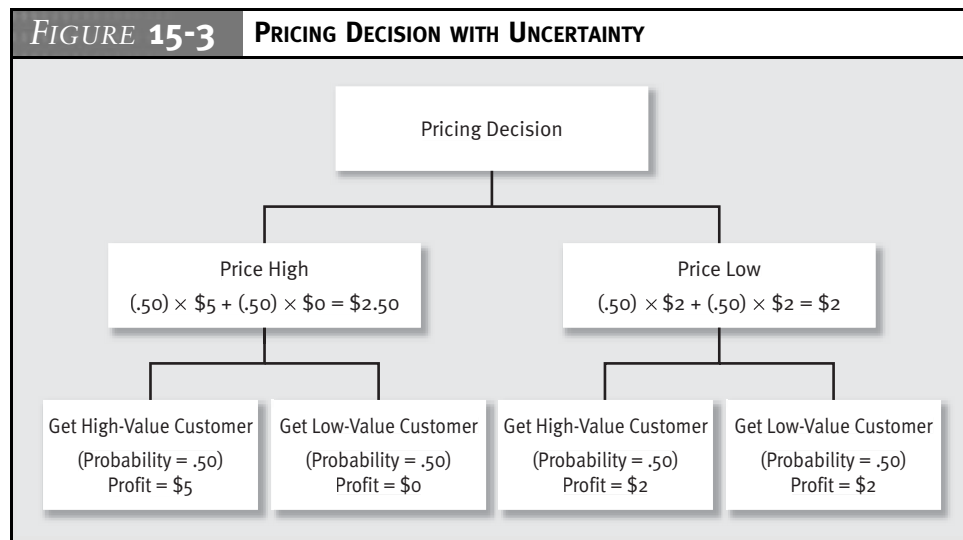 FIGURE 15-3 PRICING DECISION WITH UNCERTAINTY
Pricing Decision
Price High
(.50) × $5 + (.50) × $0 = $2.50
Price Low
(.50) × $2 + (.50) × $2 = $2
Get High-Value Customer
(Probability = .50)
Profit = $5
Get Low-Value Customer
(Probability = .50)
Profit = $0
Get High-Value Customer
(Probability = .50)
Profit = $2
Get Low-Value Customer
(Probability = .50)
Profit = $2